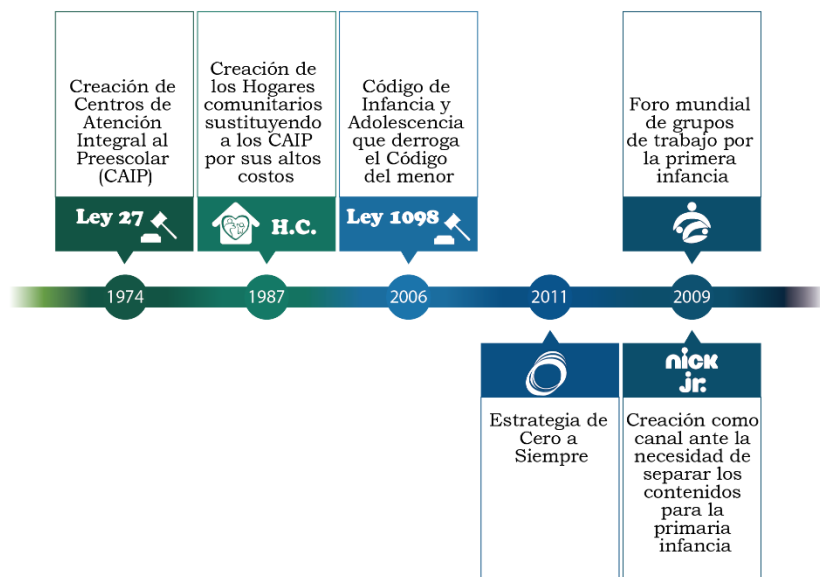 Creación de
Centros de
Atención
Integral al
Preescolar
(CAIP)
Ley 27
Creación de
los Hogares
comunitarios
sustituyendo
a los CAIP
por sus altos
costos
H.C.
Código de
Infancia y
Adolescencia
que deroga
el Código
del menor
Ley 1098
Foro mundial
de grupos
de trabajo por
la primera
infancia
1974
1987
2006
2011
2009
Estrategia de
Cero a
Siempre
nick
jr.
Creación como
canal ante la
necesidad de
separar los
contenidos
para la
primaria
infancia